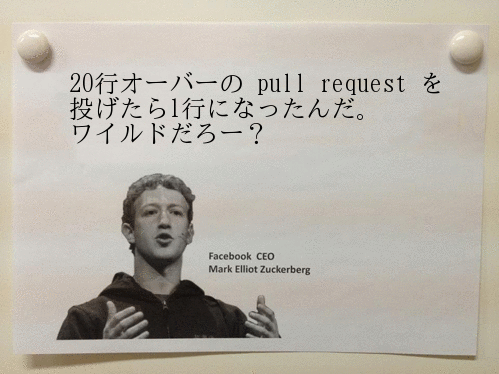 20行オーバーの pull request を
投げたら1行になったんだ。
ワイルドだろー？
Facebook CEO
Mark Elliot Zuckerberg